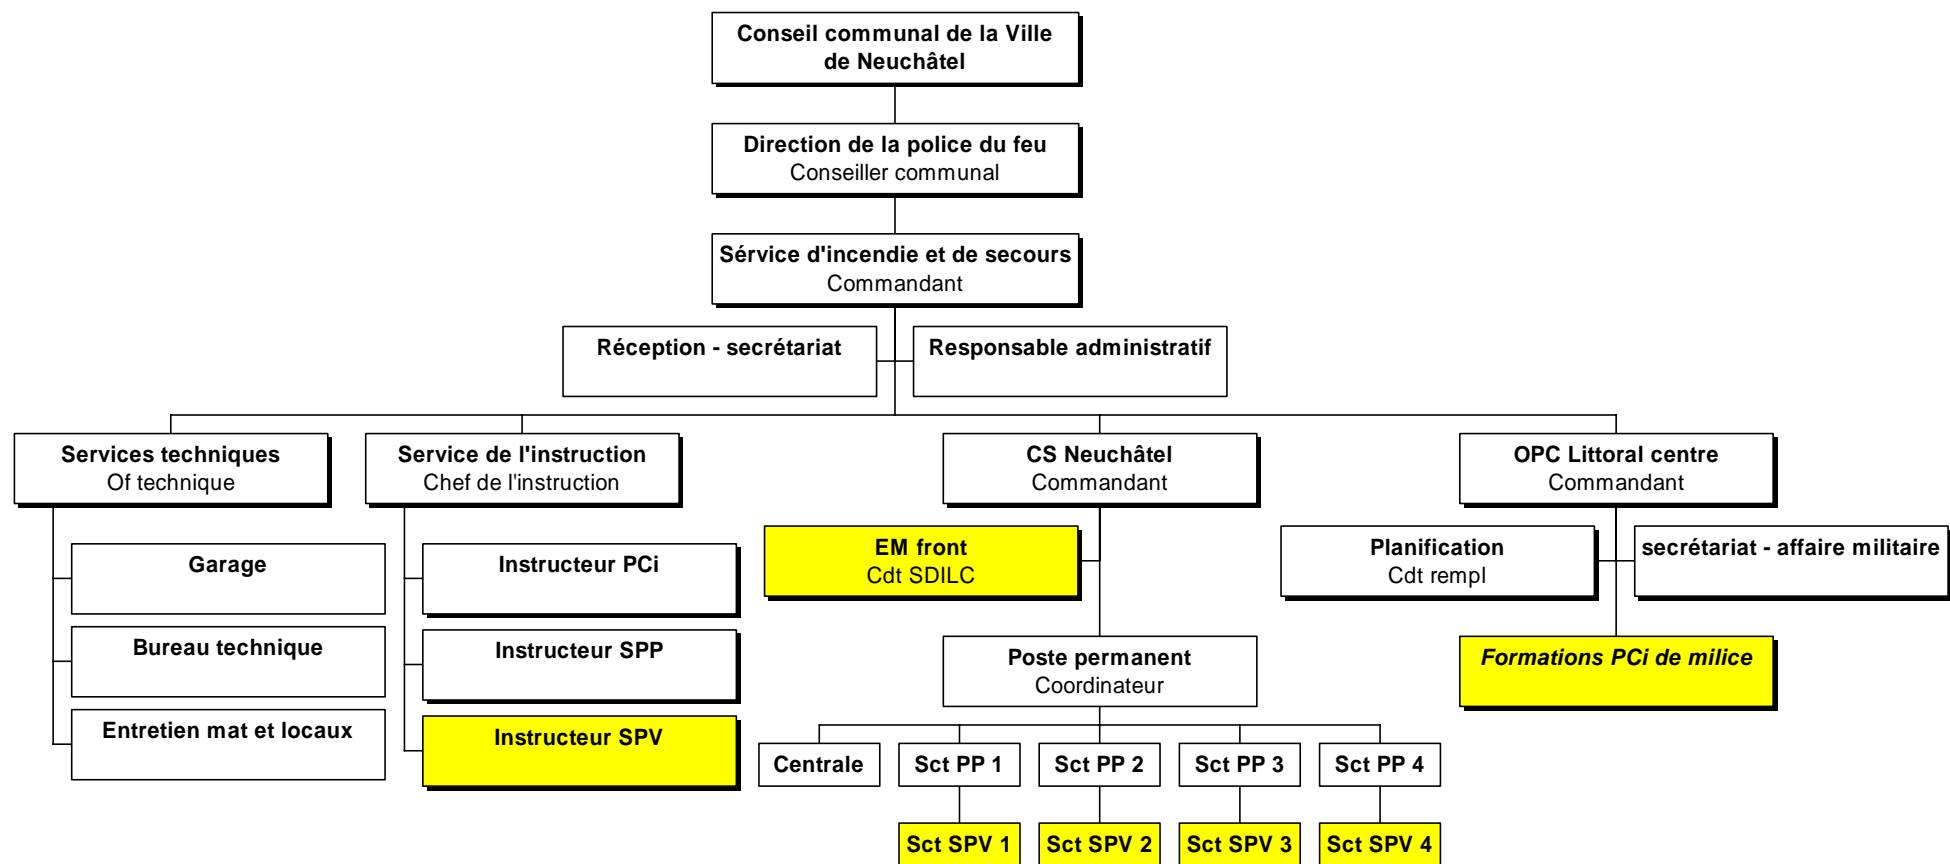 Conseil communal de la Ville
de Neuchâtel
Direction de la police du feu
Conseiller communal
Sérvice d'incendie et de secours
Commandant
Réception - secrétariat
Responsable administratif
Services techniques
Of technique
Service de l'instruction
Chef de l'instruction
CS Neuchâtel
Commandant
OPC Littoral centre
Commandant
Garage
Bureau technique
Entretien mat et locaux
Instructeur PCi
Instructeur SPP
Instructeur SPV
EM front
Cdt SDILC
Poste permanent
Coordinateur
Centrale
Sct PP 1
Sct PP 2
Sct PP 3
Sct PP 4
Sct SPV 1
Sct SPV 2
Sct SPV 3
Sct SPV 4
Planification
Cdt rempl
secrétariat - affaire militaire
Formations PCi de milice